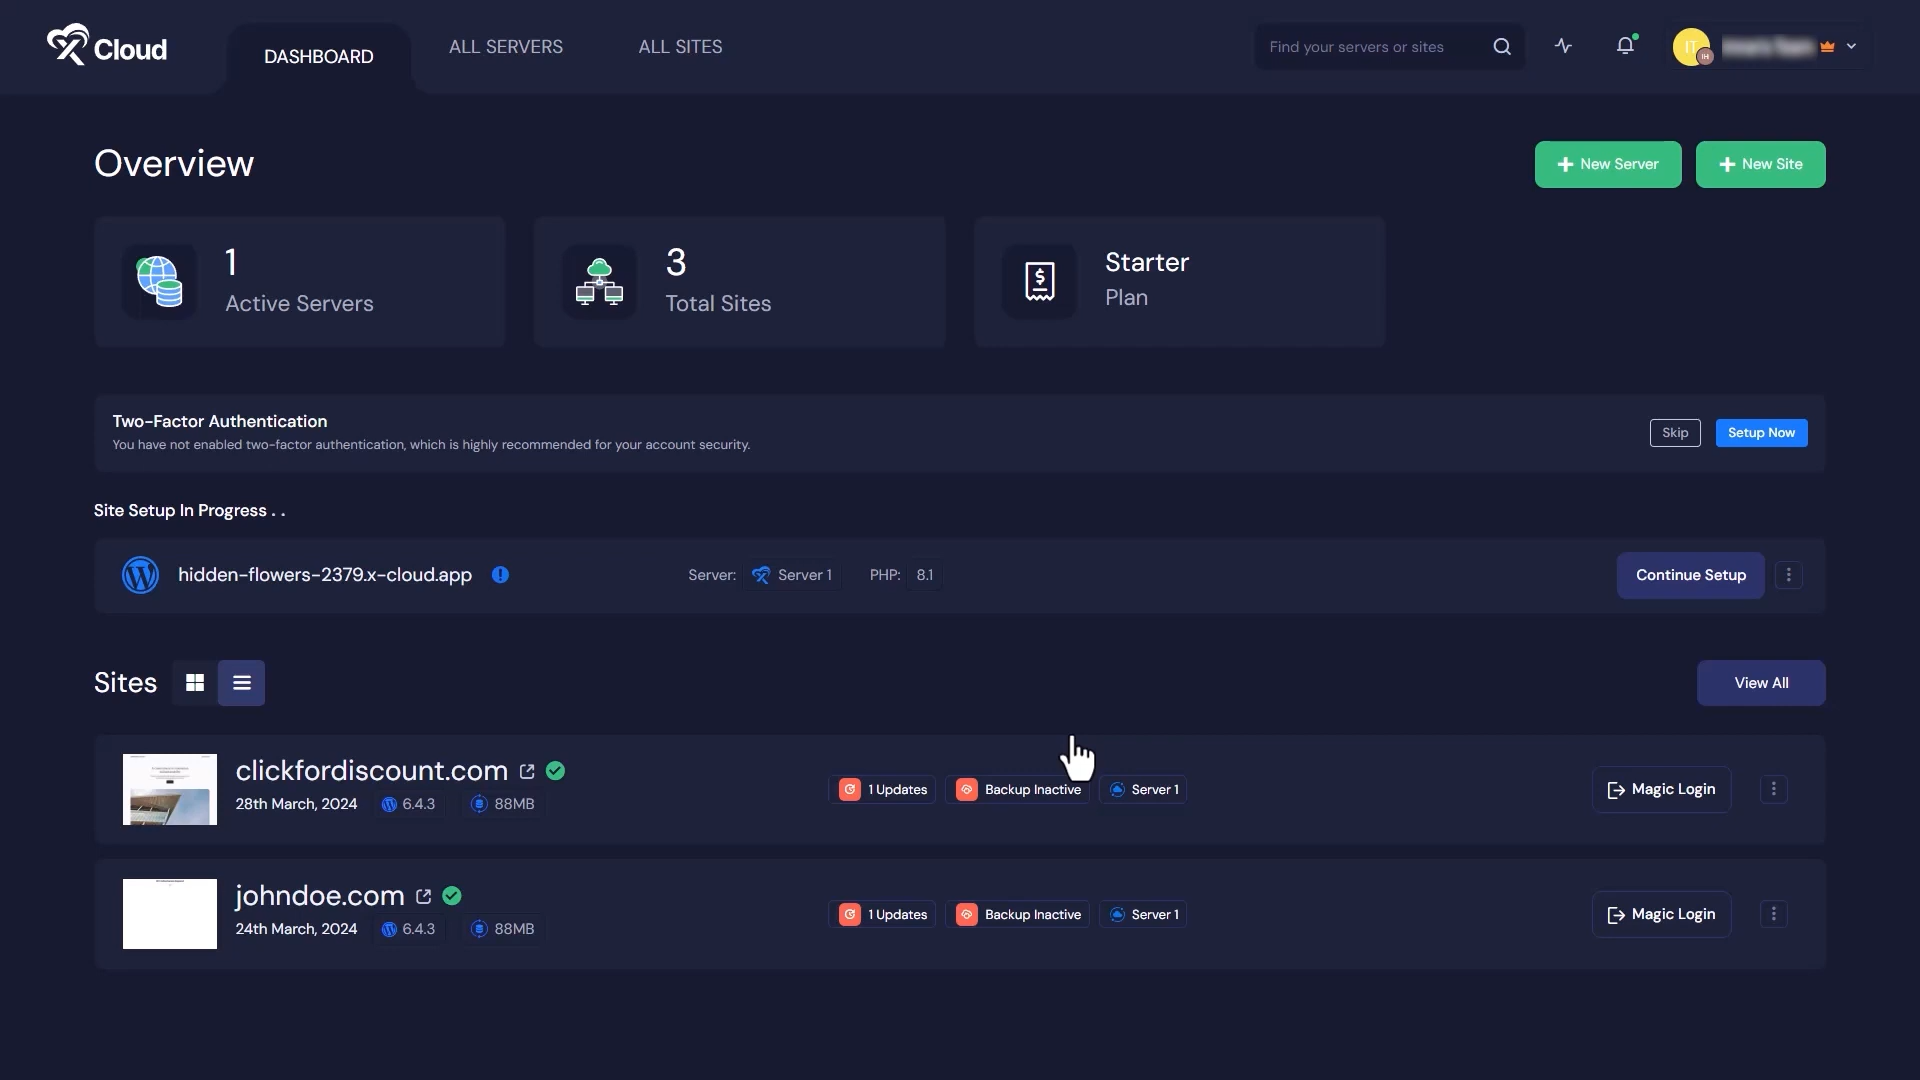 xCloud
DASHBOARD
ALL SERVERS
ALL SITES
Find your servers or sites
IT
IH
Overview
New Server
New Site
1
Active Servers
3
Total Sites
Starter
Plan
Two-Factor Authentication
You have not enabled two-factor authentication, which is highly recommended for your account security.
Skip
Setup Now
Site Setup In Progress . .
hidden-flowers-2379.x-cloud.app
Server: Server 1
PHP: 8.1
Continue Setup
Sites
View All
clickfordiscount.com
28th March, 2024 6.4.3 88MB
1 Updates
Backup Inactive
Server 1
Magic Login
johndoe.com
24th March, 2024 6.4.3 88MB
1 Updates
Backup Inactive
Server 1
Magic Login